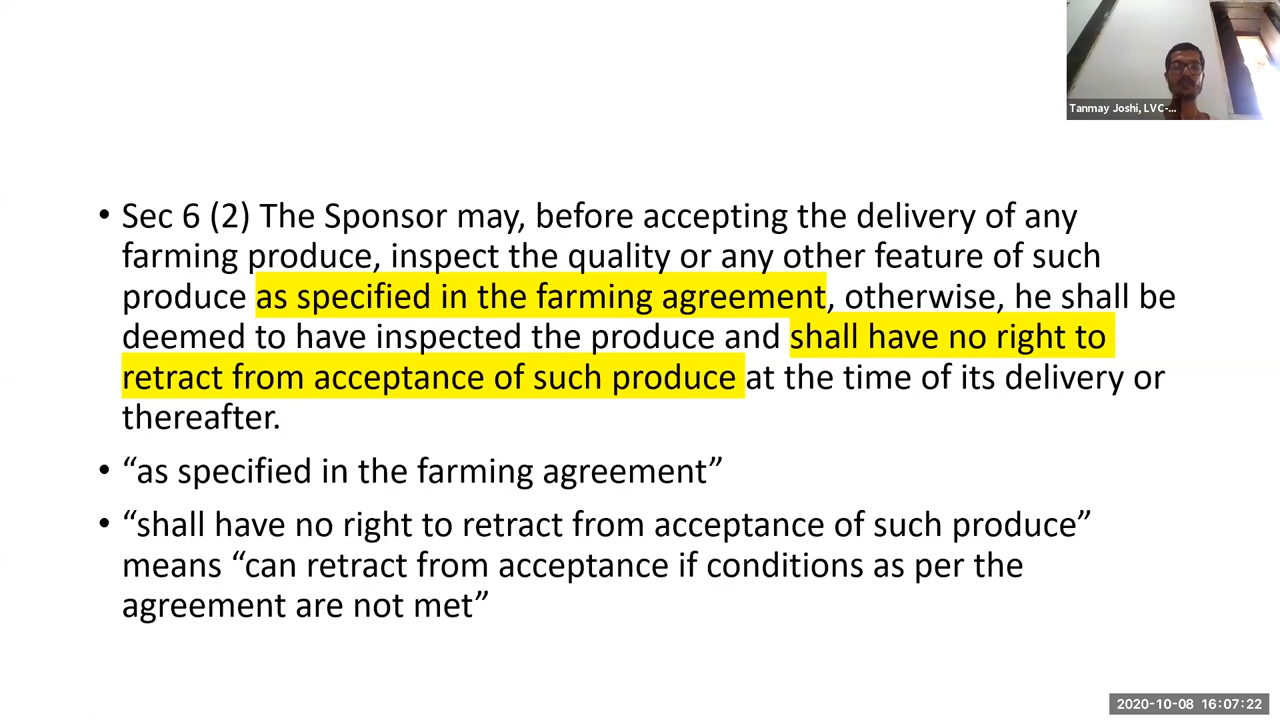 Tanmay Joshi, LVC-...
• Sec 6 (2) The Sponsor may, before accepting the delivery of any
farming produce, inspect the quality or any other feature of such
produce as specified in the farming agreement, otherwise, he shall be
deemed to have inspected the produce and shall have no right to
retract from acceptance of such produce at the time of its delivery or
thereafter.
• “as specified in the farming agreement”
• “shall have no right to retract from acceptance of such produce”
means “can retract from acceptance if conditions as per the
agreement are not met”
2020-10-08 16:07:22